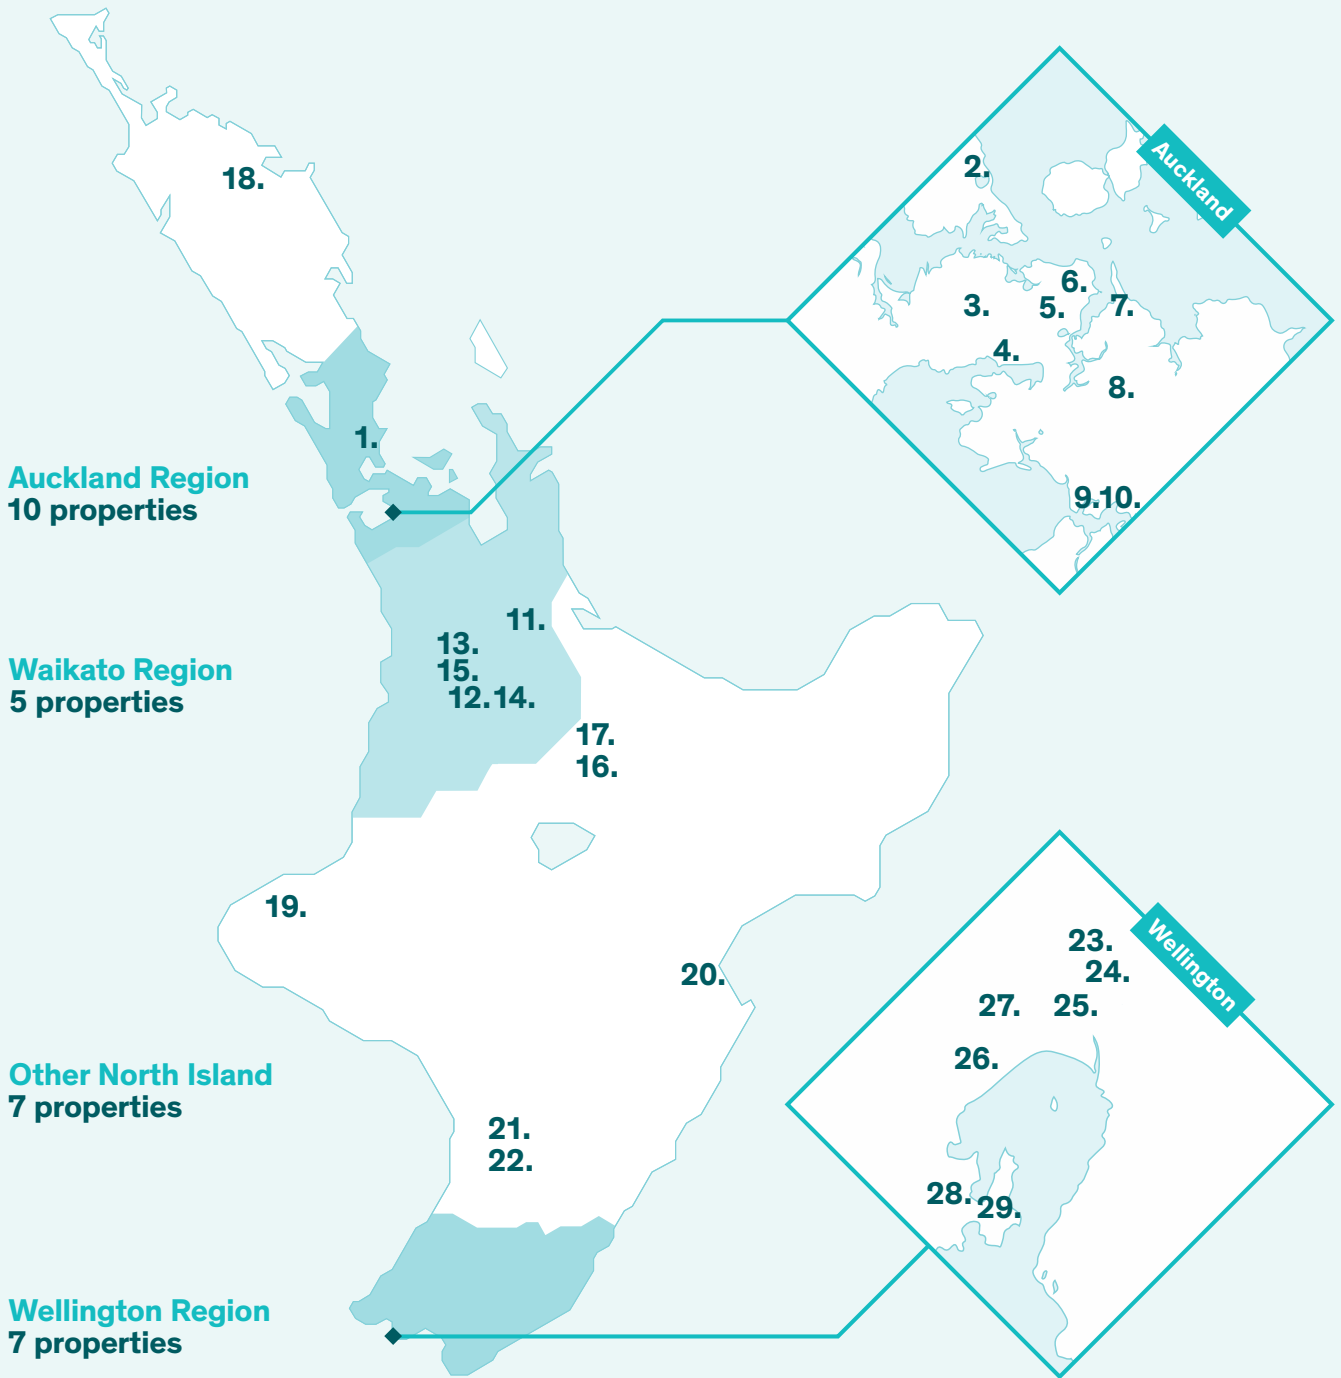 18.
1.
Auckland Region
10 properties
11.
13.
15.
12. 14.
Waikato Region
5 properties
17.
16.
19.
20.
Other North Island
7 properties
21.
22.
Wellington Region
7 properties
Auckland
2.
6.
3.
5.
7.
4.
8.
9. 10.
Wellington
23.
24.
27.
25.
26.
28.
29.